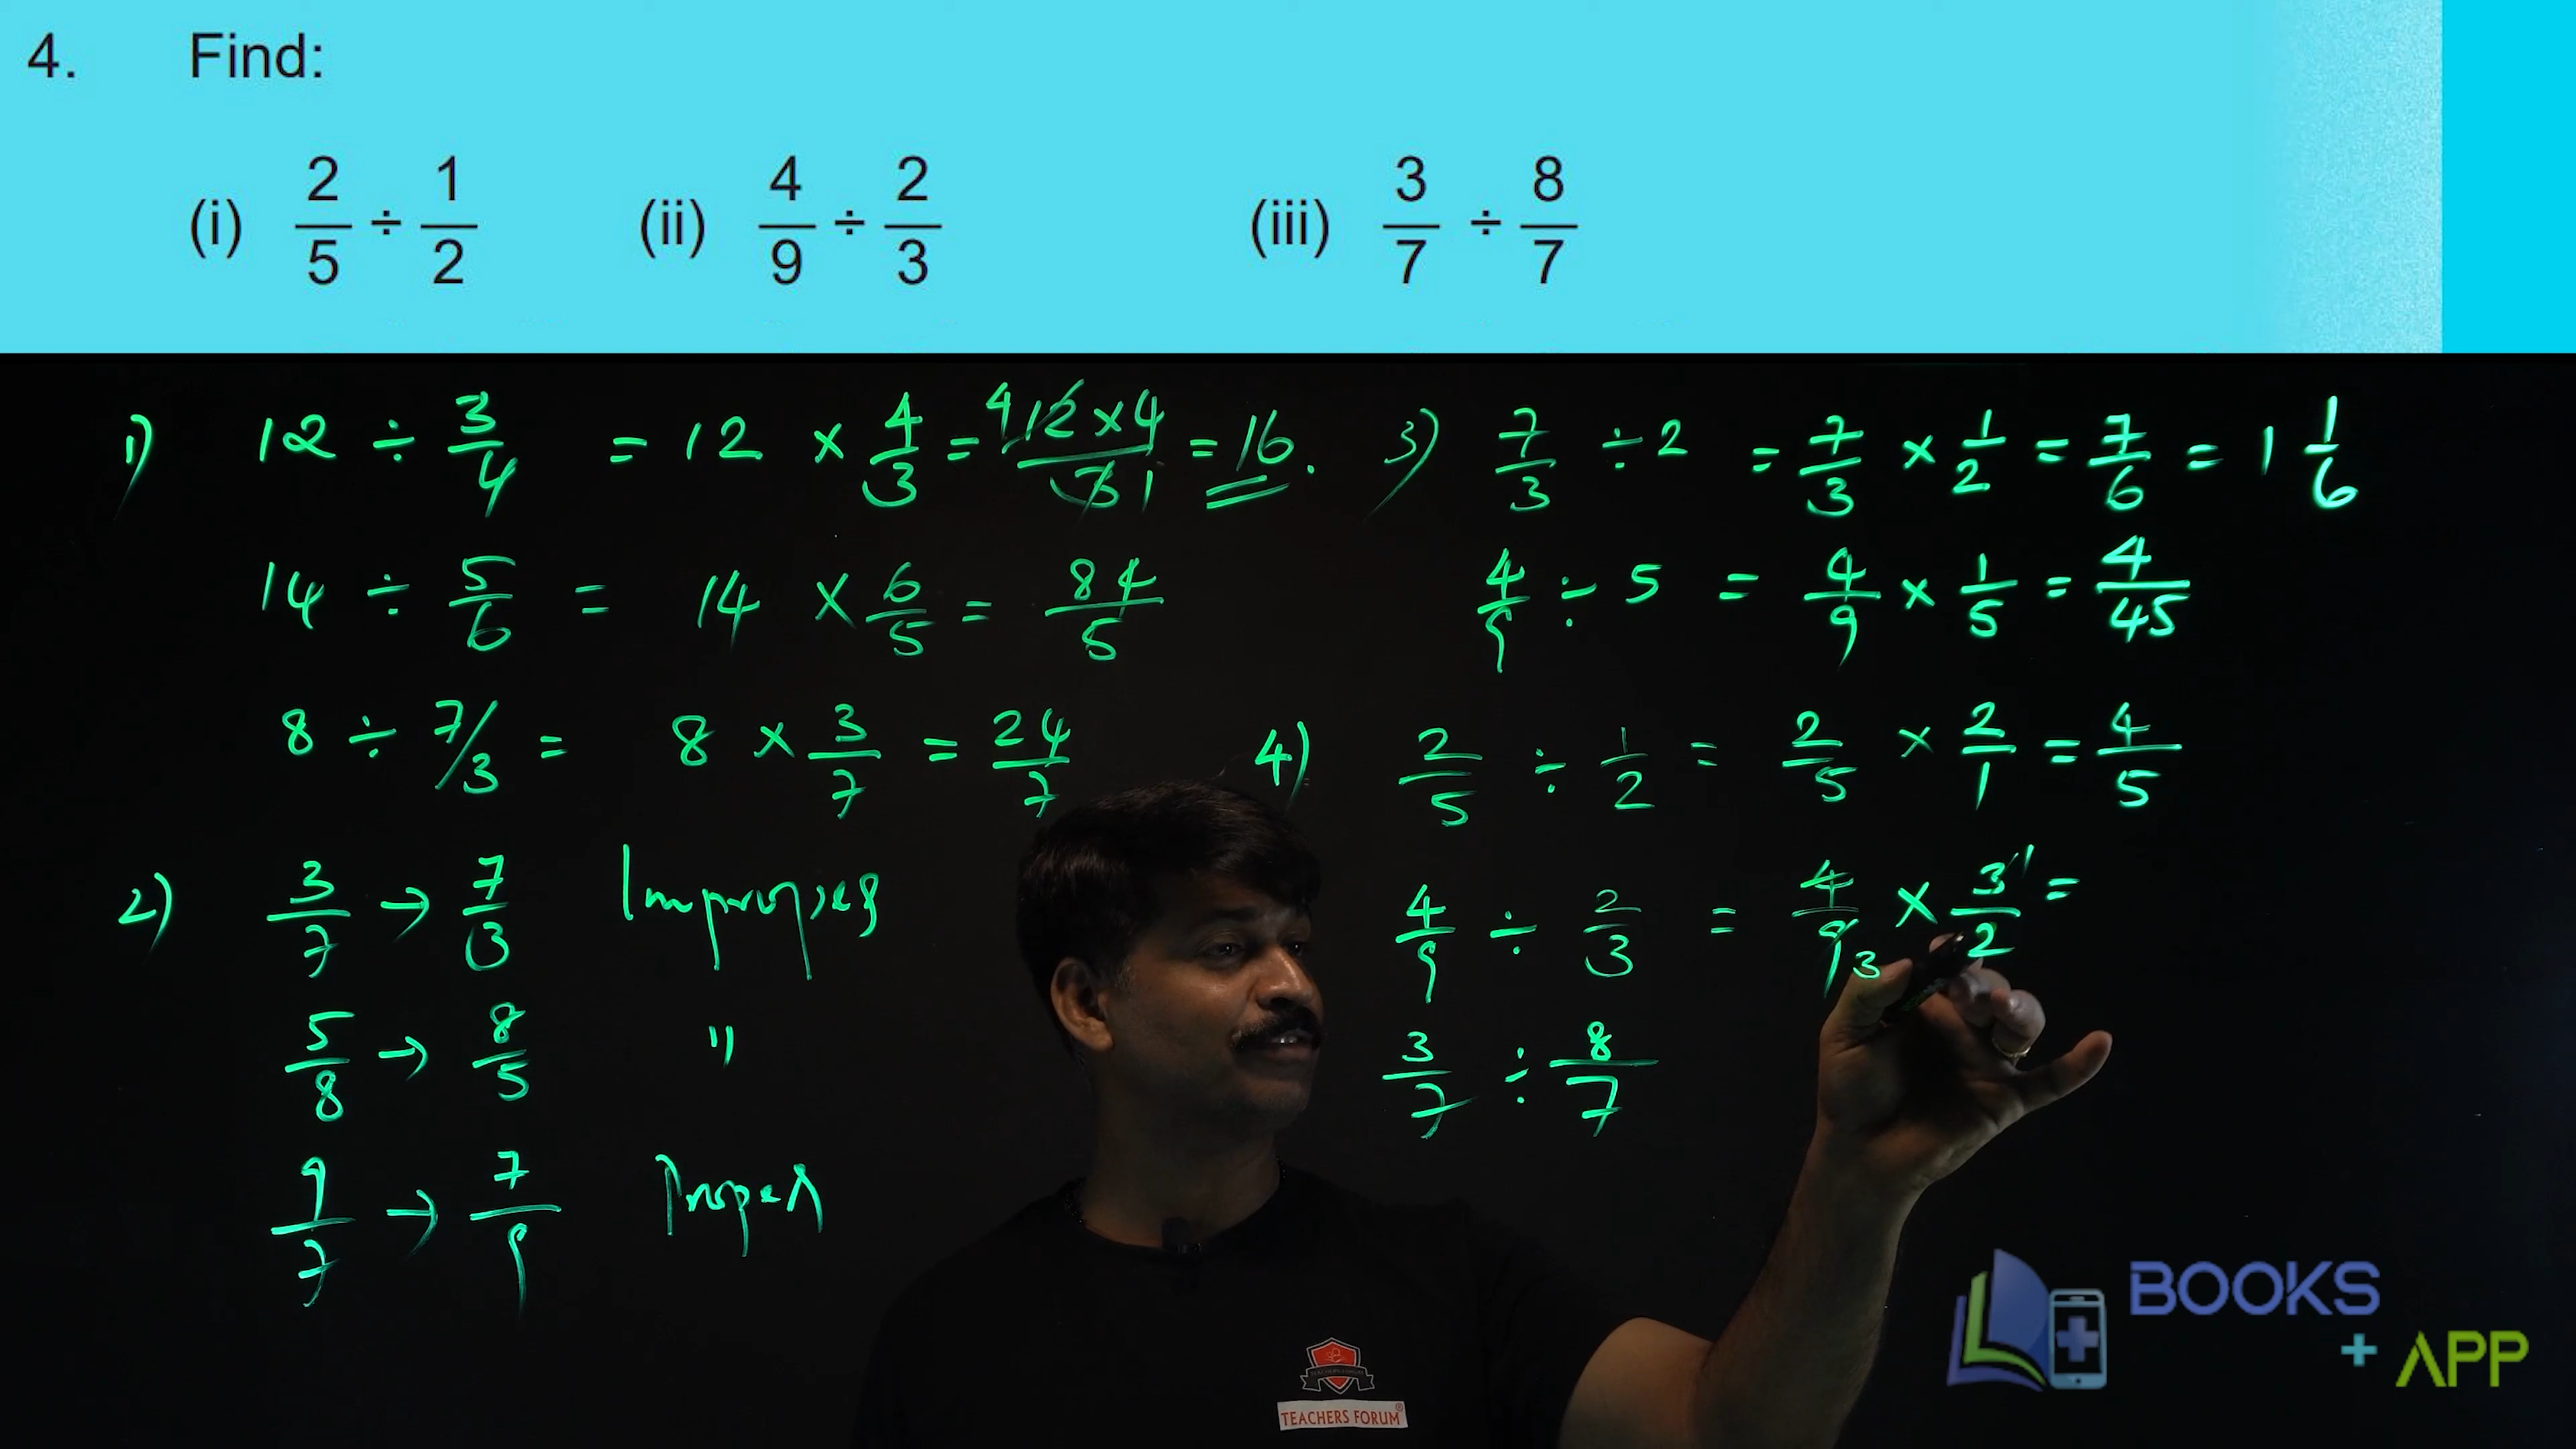 4. Find:
(i) 2/5 ÷ 1/2 (ii) 4/9 ÷ 2/3 (iii) 3/7 ÷ 8/7
1) 12 ÷ 3/4 = 12 × 4/3 = 4 12 × 4 / 3 1 = 16.
14 ÷ 5/6 = 14 × 6/5 = 84/5
8 ÷ 7/3 = 8 × 3/7 = 24/7
2) 3/7 → 7/3 Improper
5/8 → 8/5 "
9/7 → 7/9 Proper
3) 7/3 ÷ 2 = 7/3 × 1/2 = 7/6 = 1 1/6
4/9 ÷ 5 = 4/9 × 1/5 = 4/45
4) 2/5 ÷ 1/2 = 2/5 × 2/1 = 4/5
4/9 ÷ 2/3 = 4/9 3 × 3 1/2 =
3/7 ÷ 8/7
TEACHERS FORUM®
BOOKS
+ APP